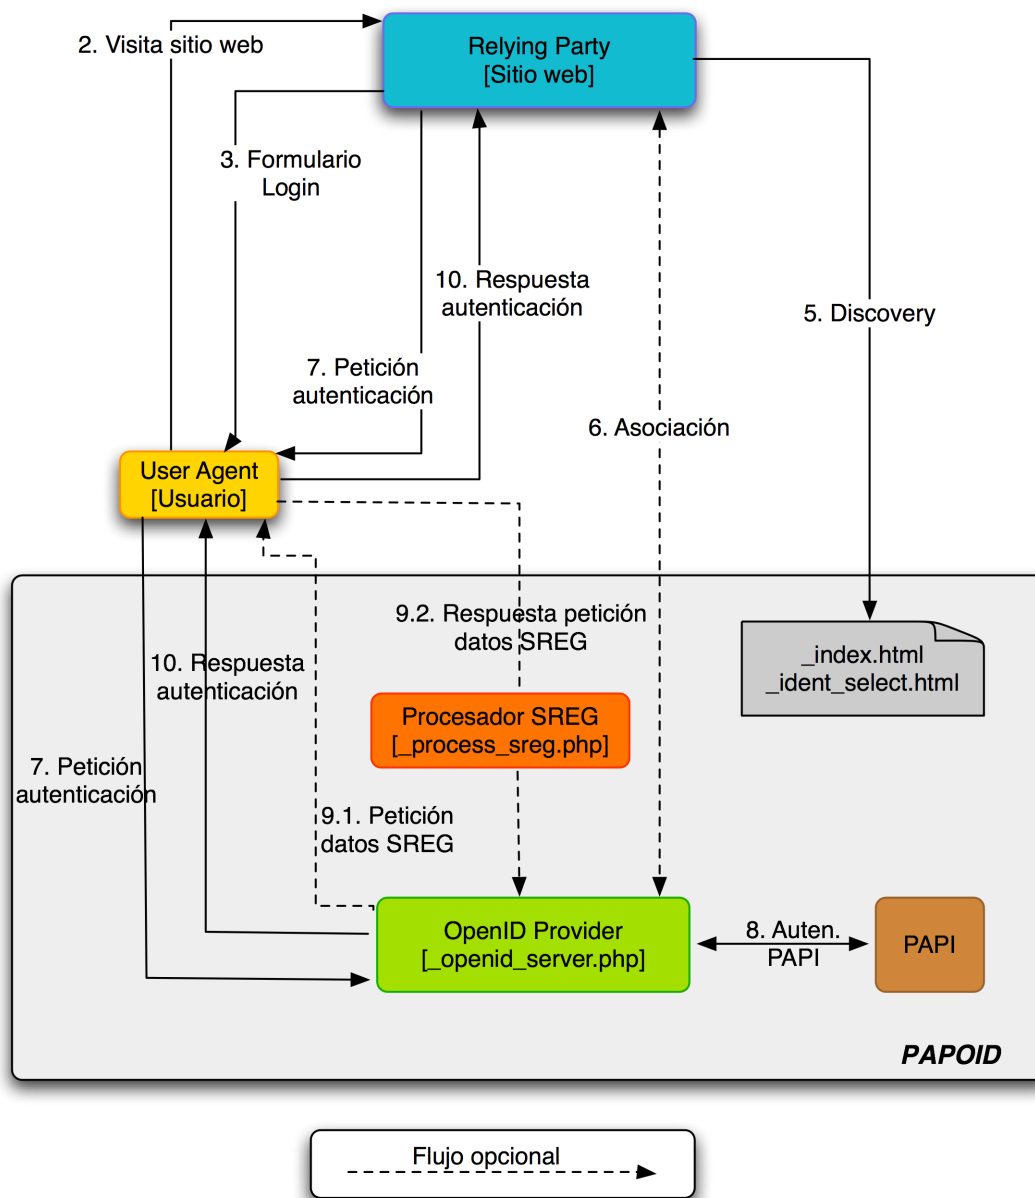 Relying Party
[Sitio web]
2. Visita sitio web
3. Formulario
Login
10. Respuesta
autenticación
5. Discovery
7. Petición
autenticación
6. Asociación
User Agent
[Usuario]
9.2. Respuesta petición
datos SREG
10. Respuesta
autenticación
_index.html
_ident_select.html
Procesador SREG
[_process_sreg.php]
7. Petición
autenticación
9.1. Petición
datos SREG
OpenID Provider
[_openid_server.php]
8. Auten.
PAPI
PAPI
PAPOID
Flujo opcional